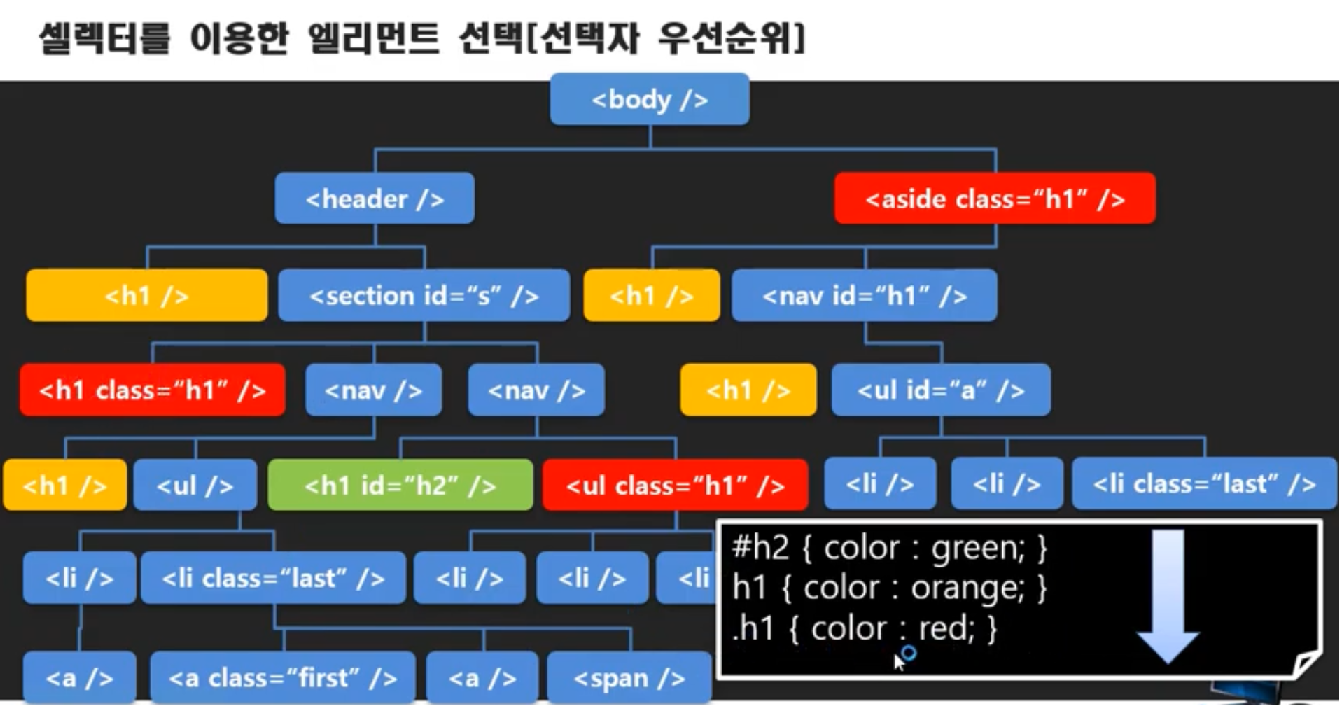 셀렉터를 이용한 엘리먼트 선택[선택자 우선순위]
<body />
<header />
<aside class=“h1” />
<h1 />
<section id=“s” />
<h1 />
<nav id=“h1” />
<h1 class=“h1” />
<nav />
<nav />
<h1 />
<ul id=“a” />
<h1 />
<ul />
<h1 id=“h2” />
<ul class=“h1” />
<li />
<li />
<li class=“last” />
<li />
<li class=“last” />
<li />
<li />
<li
#h2 { color : green; }
h1 { color : orange; }
.h1 { color : red; }
<a />
<a class=“first” />
<a />
<span />